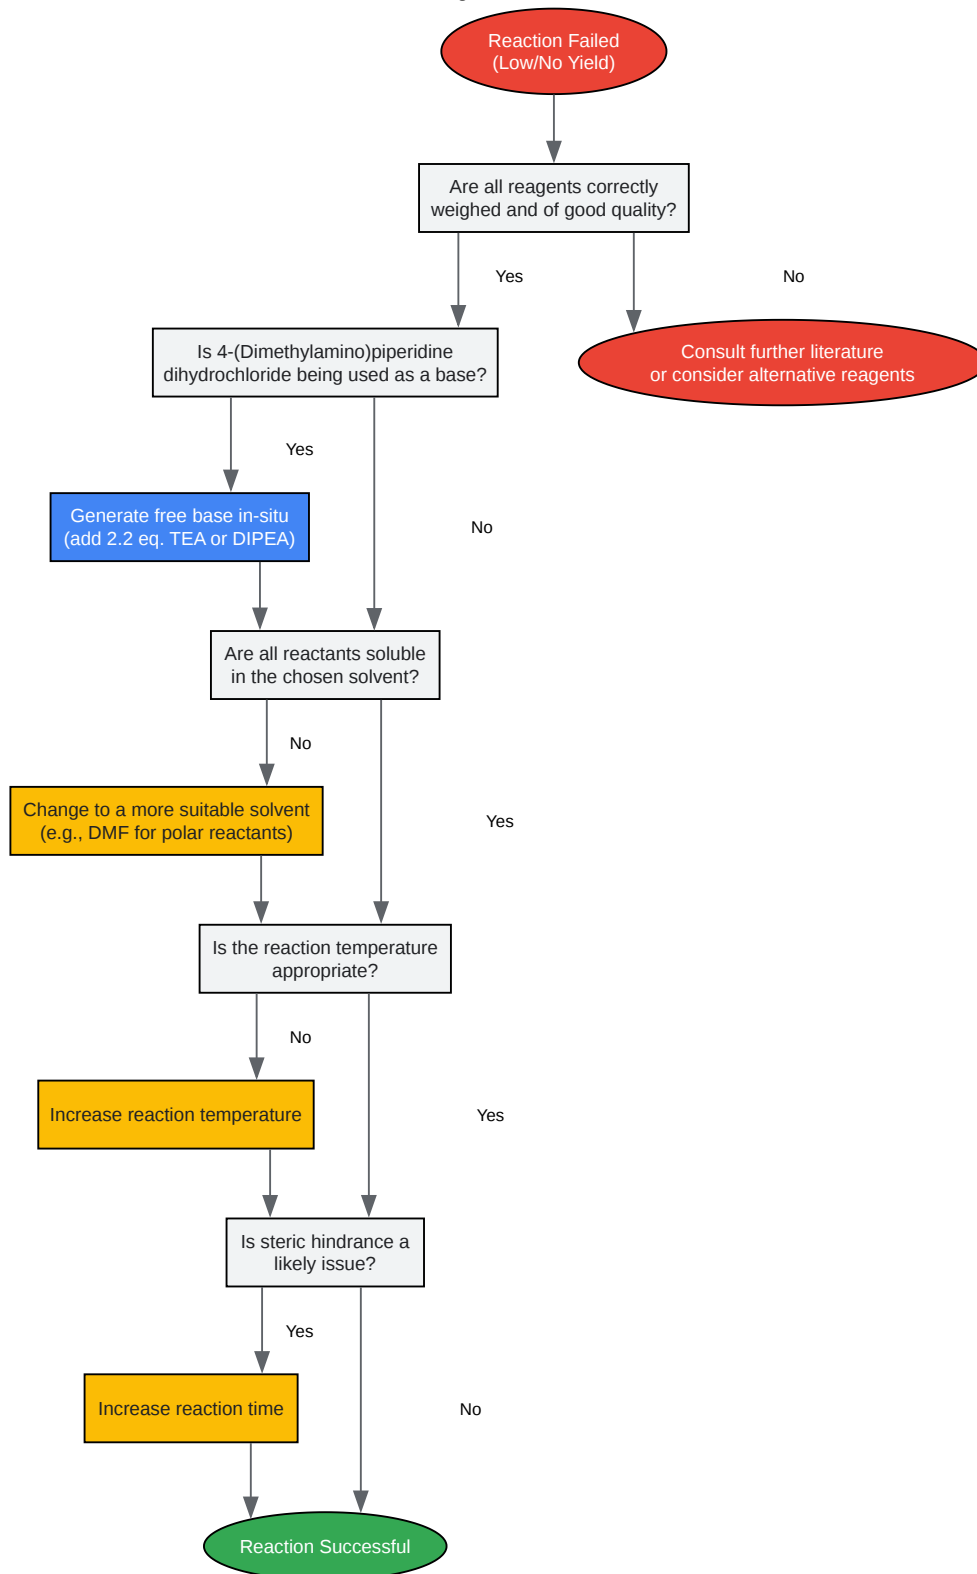 Reaction Failed
(Low/No Yield)
Are all reagents correctly
weighed and of good quality?
Yes
No
Is 4-(Dimethylamino)piperidine
dihydrochloride being used as a base?
Consult further literature
or consider alternative reagents
Yes
Generate free base in-situ
(add 2.2 eq. TEA or DIPEA)
No
Are all reactants soluble
in the chosen solvent?
No
Change to a more suitable solvent
(e.g., DMF for polar reactants)
Yes
Is the reaction temperature
appropriate?
No
Increase reaction temperature
Yes
Is steric hindrance a
likely issue?
Yes
Increase reaction time
No
Reaction Successful